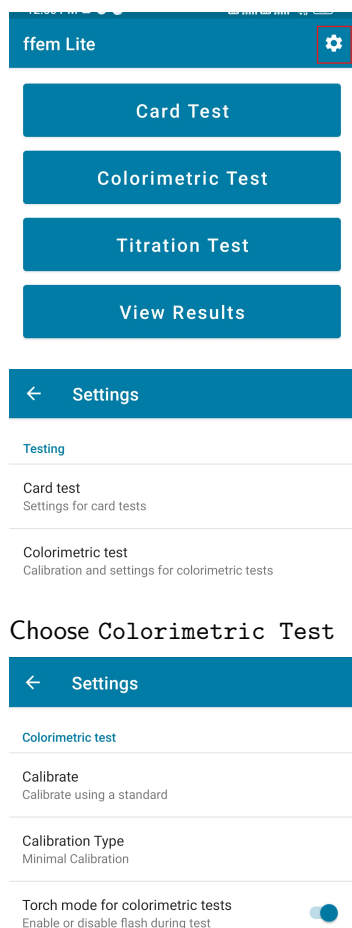 ffem Lite
Card Test
Colorimetric Test
Titration Test
View Results
Settings
Testing
Card test
Settings for card tests
Colorimetric test
Calibration and settings for colorimetric tests
Choose Colorimetric Test
Settings
Colorimetric test
Calibrate
Calibrate using a standard
Calibration Type
Minimal Calibration
Torch mode for colorimetric tests
Enable or disable flash during test